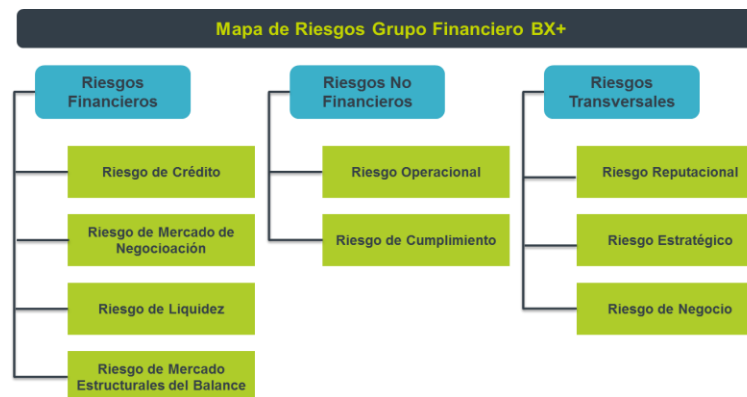 Mapa de Riesgos Grupo Financiero BX+
Riesgos
Financieros
Riesgo de Crédito
Riesgo de Mercado de
Negocioación
Riesgo de Liquidez
Riesgo de Mercado
Estructurales del Balance
Riesgos No
Financieros
Riesgo Operacional
Riesgo de Cumplimiento
Riesgos
Transversales
Riesgo Reputacional
Riesgo Estratégico
Riesgo de Negocio